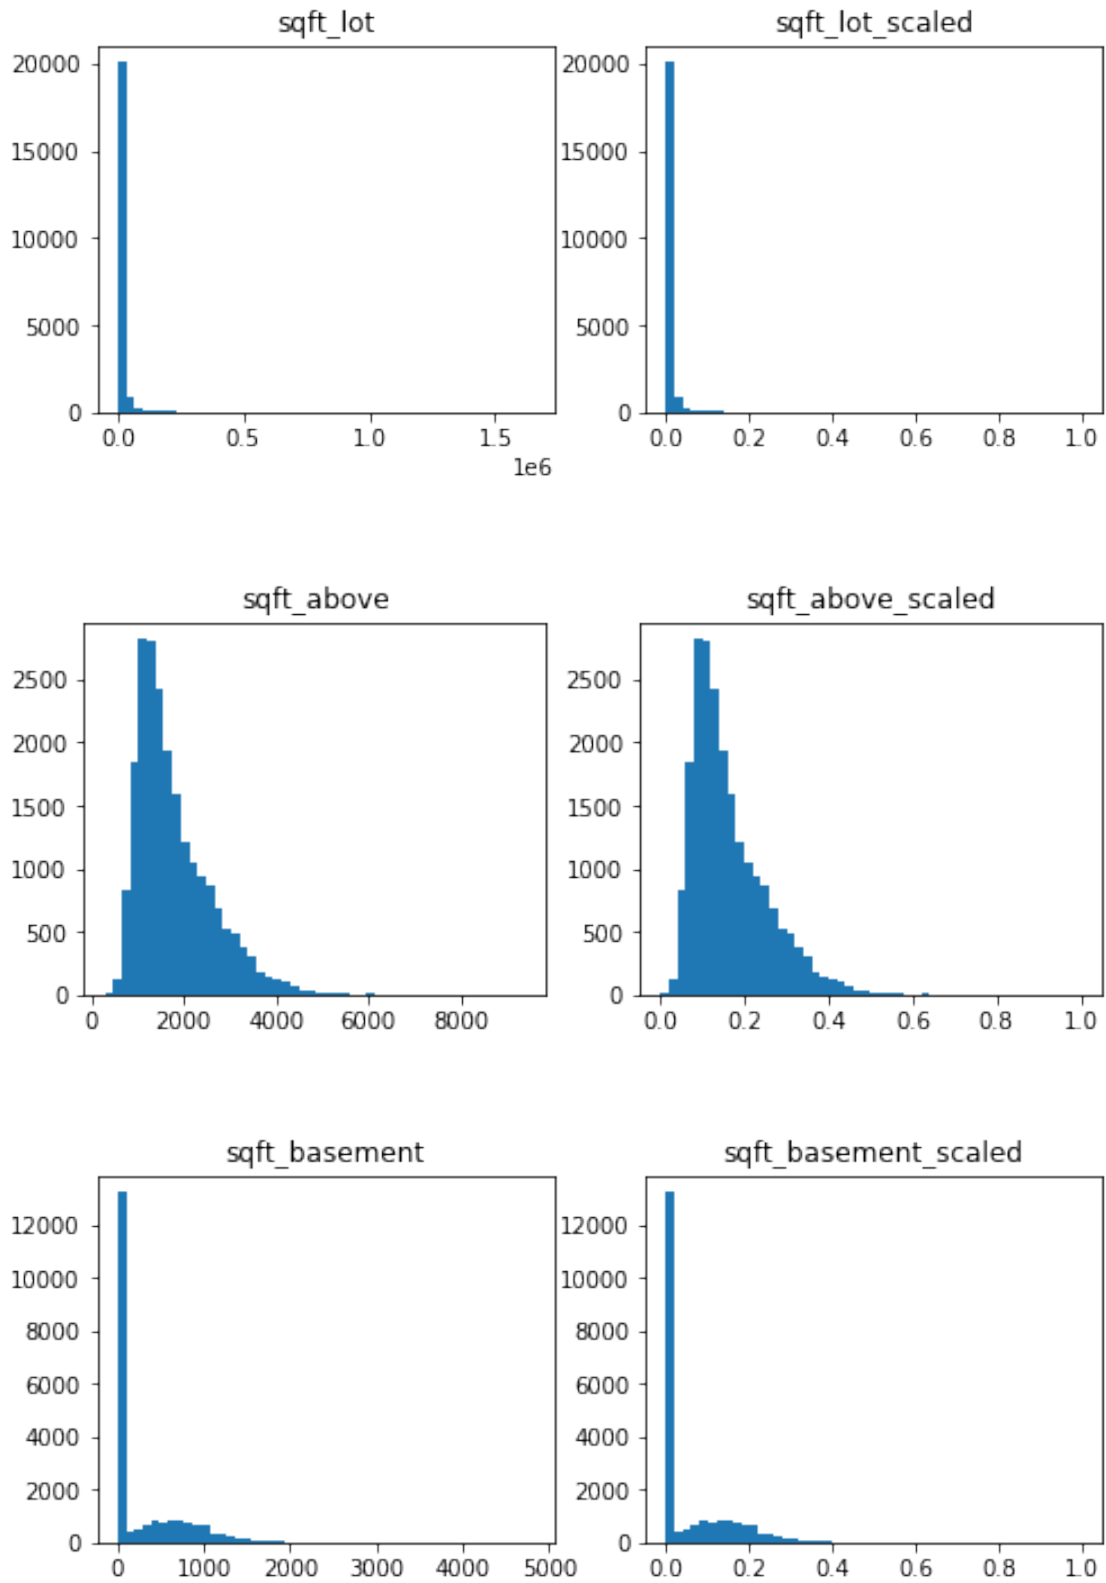 sqft_lot
sqft_lot_scaled
20000
15000
10000
5000
0
0.0 0.5 1.0 1.5
1e6
20000
15000
10000
5000
0
0.0 0.2 0.4 0.6 0.8 1.0
sqft_above
sqft_above_scaled
2500
2000
1500
1000
500
0
0 2000 4000 6000 8000
2500
2000
1500
1000
500
0
0.0 0.2 0.4 0.6 0.8 1.0
sqft_basement
sqft_basement_scaled
12000
10000
8000
6000
4000
2000
0
0 1000 2000 3000 4000 5000
12000
10000
8000
6000
4000
2000
0
0.0 0.2 0.4 0.6 0.8 1.0